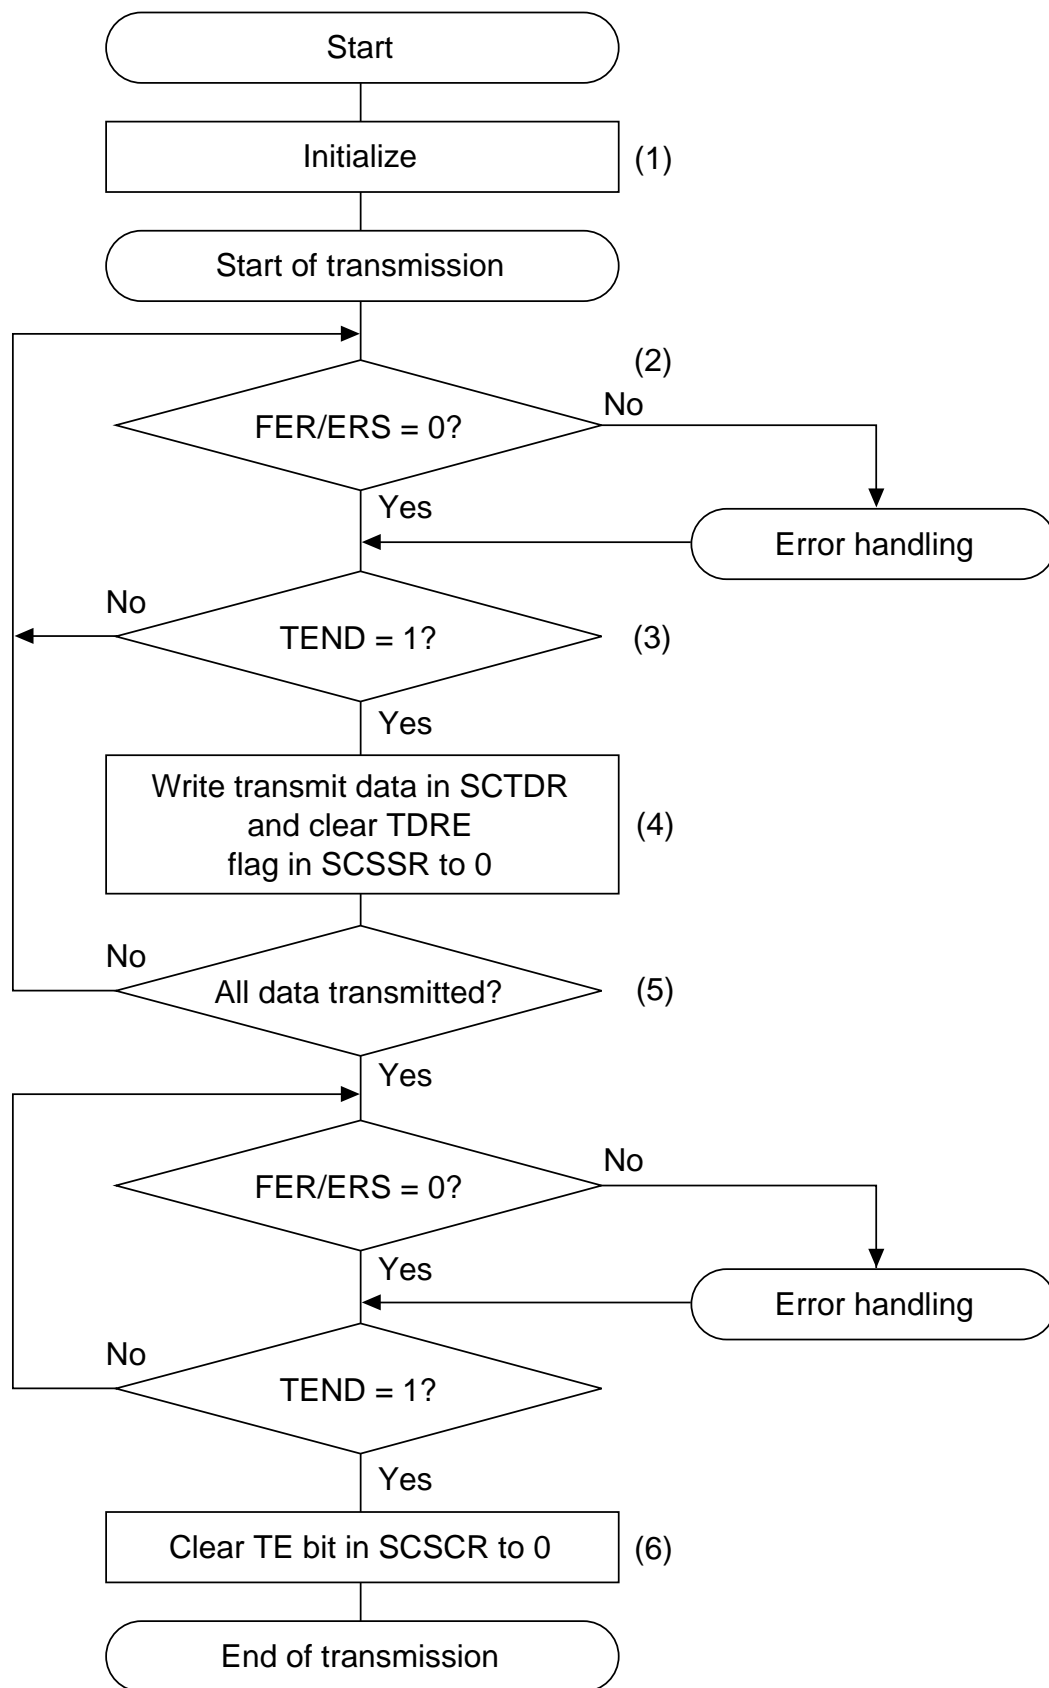 Start
Initialize
(1)
Start of transmission
(2)
FER/ERS = 0?
No
Yes
Error handling
No
TEND = 1?
(3)
Yes
Write transmit data in SCTDR
and clear TDRE
flag in SCSSR to 0
(4)
No
All data transmitted?
(5)
Yes
FER/ERS = 0?
No
Yes
Error handling
No
TEND = 1?
Yes
Clear TE bit in SCSCR to 0
(6)
End of transmission